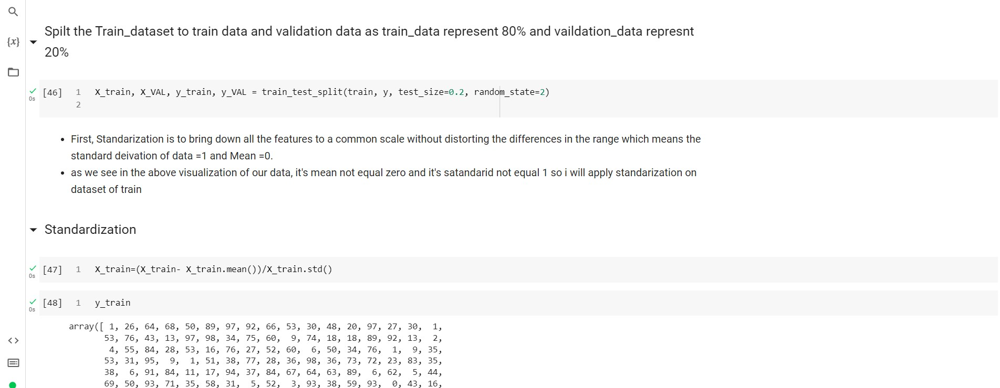 Spilt the Train_dataset to train data and validation data as train_data represent 80% and vaildation_data represnt
{x}
20%
[46] 1 X_train, X_VAL, y_train, y_VAL = train_test_split(train, y, test_size=0.2, random_state=2)
0s
2
• First, Standarization is to bring down all the features to a common scale without distorting the differences in the range which means the
standard deivation of data =1 and Mean =0.
• as we see in the above visualization of our data, it's mean not equal zero and it's satandarid not equal 1 so i will apply standarization on
dataset of train
Standardization
[47] 1 X_train=(X_train- X_train.mean())/X_train.std()
0s
[48] 1 y_train
0s
array([ 1, 26, 64, 68, 50, 89, 97, 92, 66, 53, 30, 48, 20, 97, 27, 30, 1,
53, 76, 43, 13, 97, 98, 34, 75, 60, 9, 74, 18, 18, 89, 92, 13, 2,
4, 55, 84, 28, 53, 16, 76, 27, 52, 60, 6, 50, 34, 76, 1, 9, 35,
53, 31, 95, 9, 1, 51, 38, 77, 28, 36, 98, 36, 73, 72, 23, 83, 35,
38, 6, 91, 84, 11, 17, 94, 37, 84, 67, 64, 63, 89, 6, 62, 5, 44,
69, 50, 93, 71, 35, 58, 31, 5, 52, 3, 93, 38, 59, 93, 0, 43, 16,